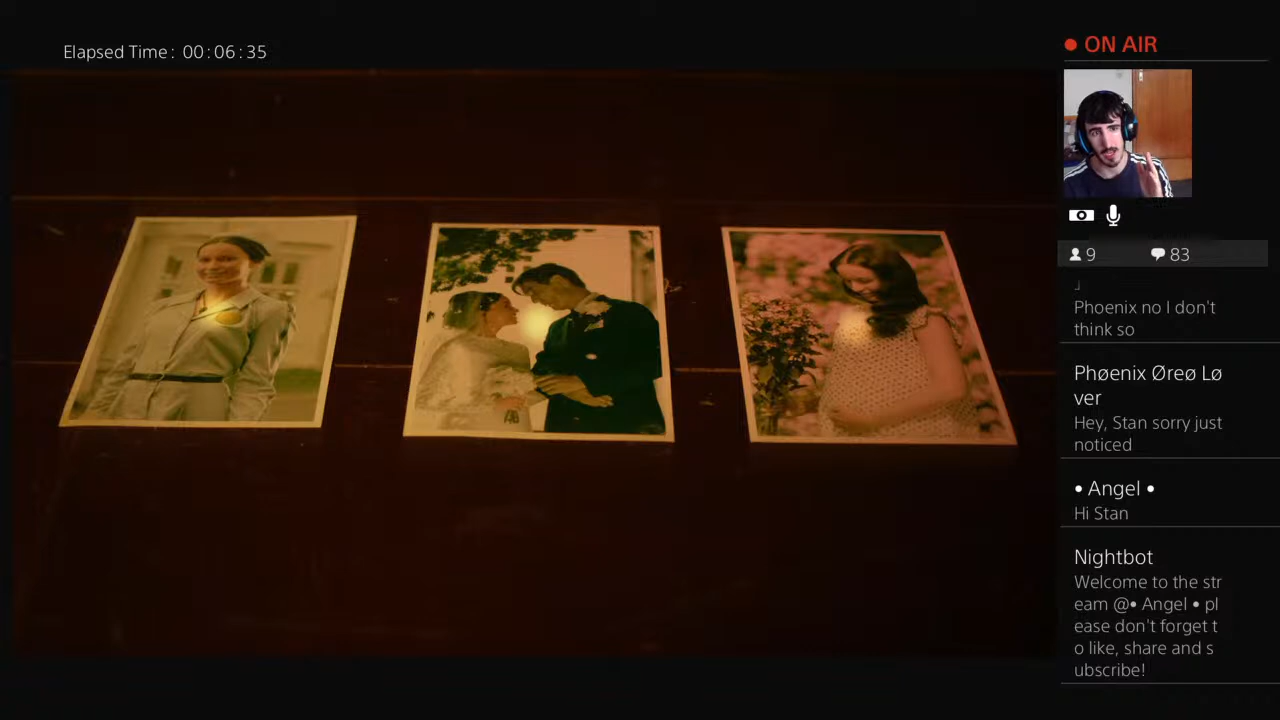 Elapsed Time: 00:06:35
ON AIR
9 83
」
Phoenix no I don't
think so
Phøenix Øreø Lø
ver
Hey, Stan sorry just
noticed
• Angel •
Hi Stan
Nightbot
Welcome to the str
eam @• Angel • pl
ease don't forget t
o like, share and s
ubscribe!